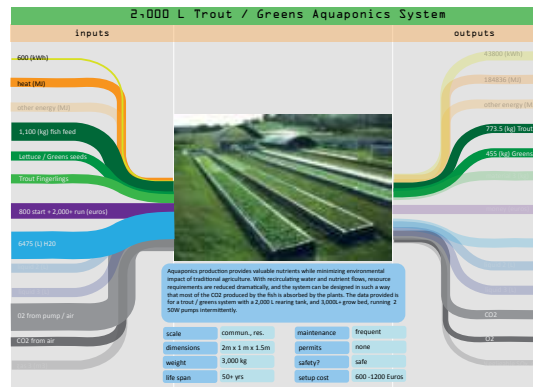 2,000 L Trout / Greens Aquaponics System
inputs
outputs
600 (kWh)
heat (MJ)
other energy (MJ)
1,100 (kg) fish feed
Lettuce / Greens seeds
Trout Fingerlings
800 start + 2,000+ run (euros)
6475 (L) H20
02 from pump / air
CO2 from air
43800 (kWh)
184836 (MJ)
other energy (M
773.5 (kg) Trout
455 (kg) Greens
CO2
O2
Aquaponics production provides valuable nutrients while minimizing environmental
impact of traditional agriculture. With recirculating water and nutrient flows, resource
requirements are reduced dramatically, and the system can be designed in such a way
that most of the CO2 produced by the fish is absorbed by the plants. The data provided is
for a trout / greens system with a 2,000 L rearing tank, and 3,000L+ grow bed, running 2
50W pumps intermittently.
scale commun., res. maintenance frequent
dimensions 2m x 1 m x 1.5m permits none
weight 3,000 kg safety? safe
life span 50+ yrs setup cost 600 -1200 Euros